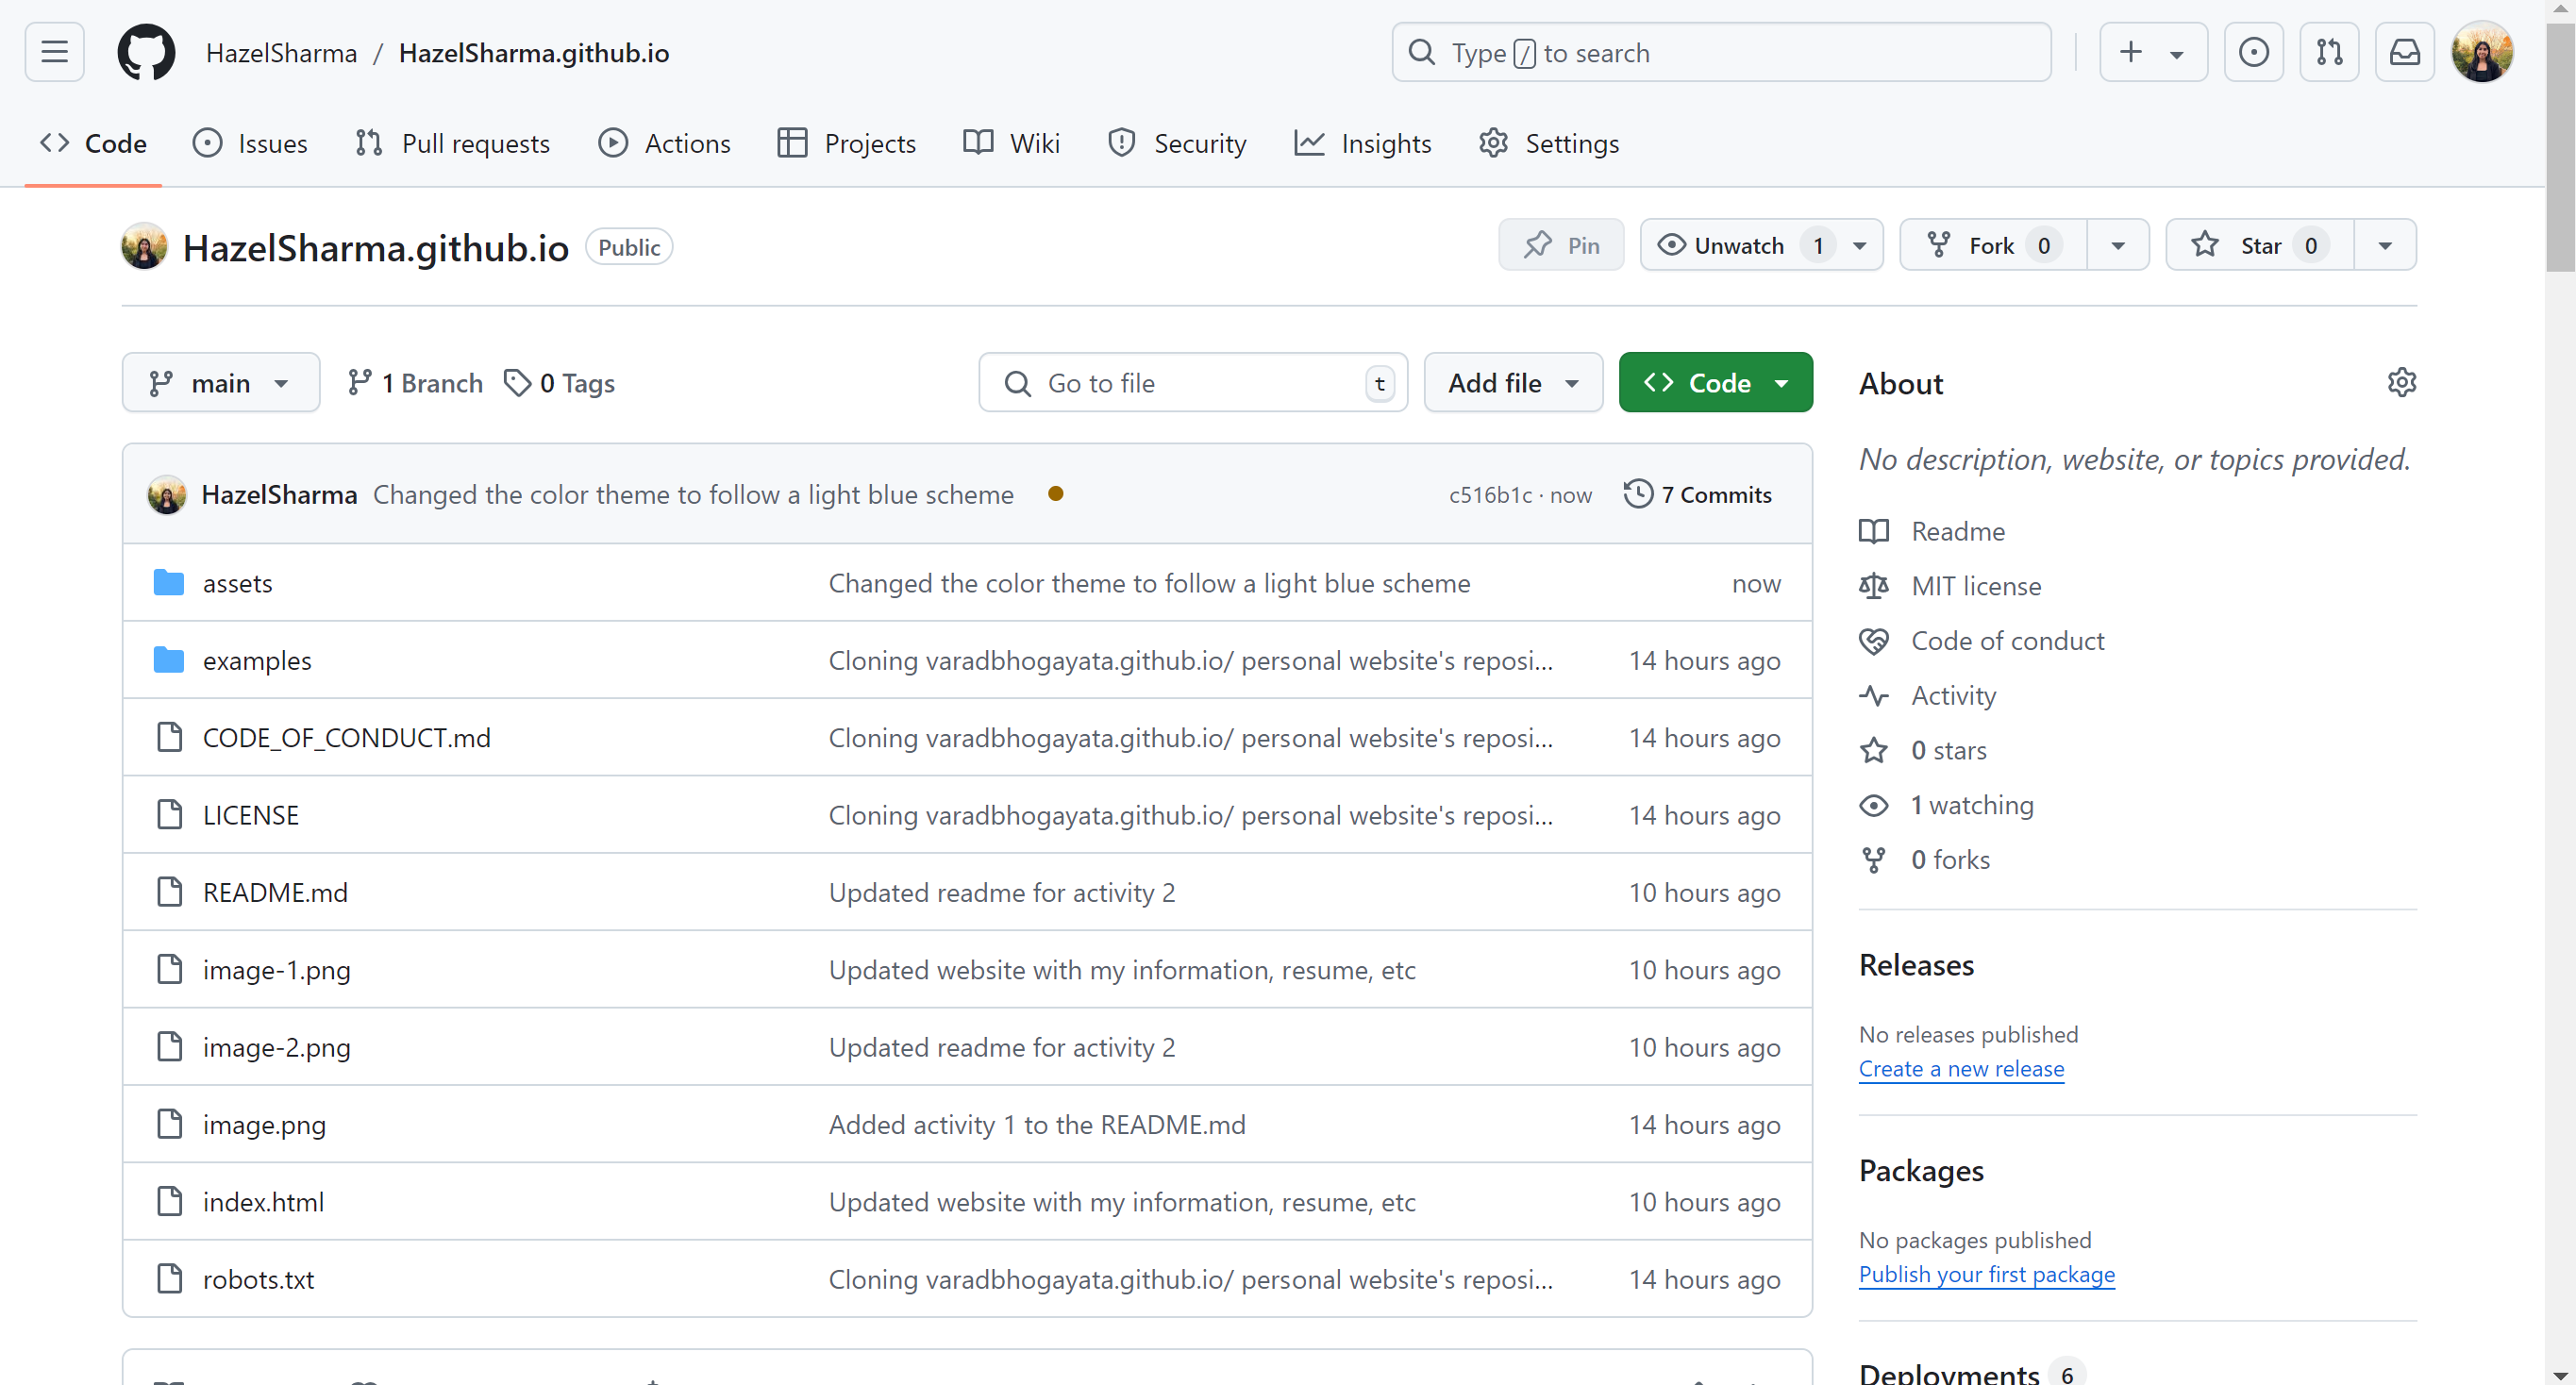 HazelSharma / HazelSharma.github.io
Type / to search
Code Issues Pull requests Actions Projects Wiki Security Insights Settings
HazelSharma.github.io Public
Pin Unwatch 1 Fork 0 Star 0
main 1 Branch 0 Tags Go to file t Add file Code
HazelSharma Changed the color theme to follow a light blue scheme c516b1c · now 7 Commits
assets Changed the color theme to follow a light blue scheme now
examples Cloning varadbhogayata.github.io/ personal website's reposi... 14 hours ago
CODE_OF_CONDUCT.md Cloning varadbhogayata.github.io/ personal website's reposi... 14 hours ago
LICENSE Cloning varadbhogayata.github.io/ personal website's reposi... 14 hours ago
README.md Updated readme for activity 2 10 hours ago
image-1.png Updated website with my information, resume, etc 10 hours ago
image-2.png Updated readme for activity 2 10 hours ago
image.png Added activity 1 to the README.md 14 hours ago
index.html Updated website with my information, resume, etc 10 hours ago
robots.txt Cloning varadbhogayata.github.io/ personal website's reposi... 14 hours ago
About
No description, website, or topics provided.
Readme
MIT license
Code of conduct
Activity
0 stars
1 watching
0 forks
Releases
No releases published
Create a new release
Packages
No packages published
Publish your first package
Deployments 6